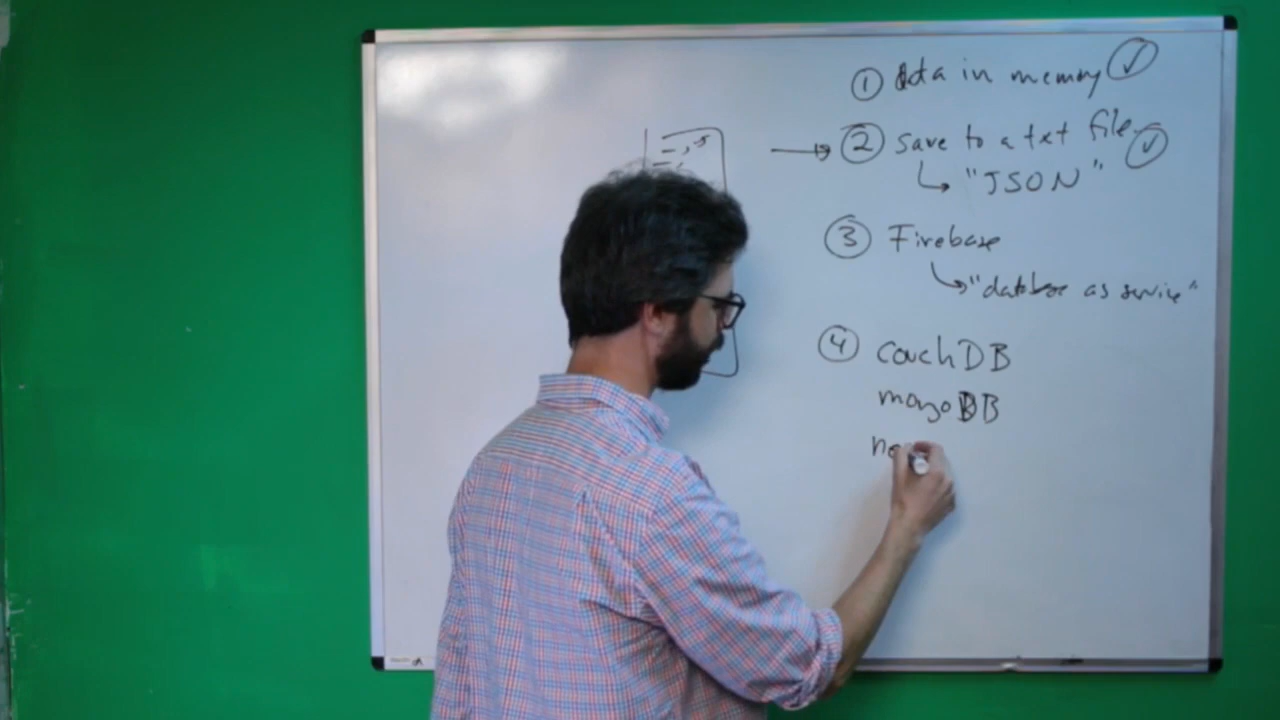 ① data in memory ✓
② save to a txt file. ✓
↳ "JSON"
③ Firebase
↳ "database as service"
④ couchDB
mongoDB